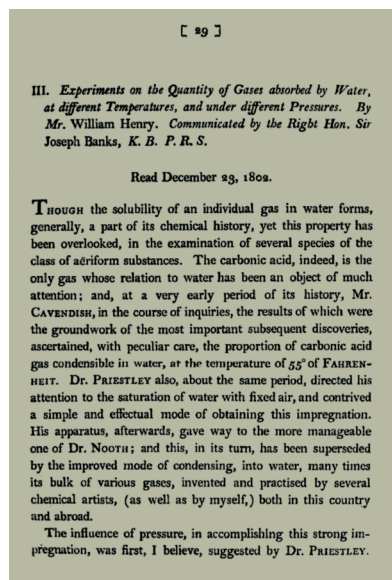 [ 29 ]
III. Experiments on the Quantity of Gases absorbed by Water,
at different Temperatures, and under different Pressures. By
Mr. William Henry. Communicated by the Right Hon. Sir
Joseph Banks, K. B. P. R. S.
Read December 23, 1802.
THOUGH the solubility of an individual gas in water forms,
generally, a part of its chemical history, yet this property has
been overlooked, in the examination of several species of the
class of aëriform substances. The carbonic acid, indeed, is the
only gas whose relation to water has been an object of much
attention; and, at a very early period of its history, Mr.
CAVENDISH, in the course of inquiries, the results of which were
the groundwork of the most important subsequent discoveries,
ascertained, with peculiar care, the proportion of carbonic acid
gas condensible in water, at the temperature of 55° of FAHREN-
HEIT. Dr. PRIESTLEY also, about the same period, directed his
attention to the saturation of water with fixed air, and contrived
a simple and effectual mode of obtaining this impregnation.
His apparatus, afterwards, gave way to the more manageable
one of Dr. NOOTH; and this, in its turn, has been superseded
by the improved mode of condensing, into water, many times
its bulk of various gases, invented and practised by several
chemical artists, (as well as by myself,) both in this country
and abroad.
The influence of pressure, in accomplishing this strong im-
pregnation, was first, I believe, suggested by Dr. PRIESTLEY.